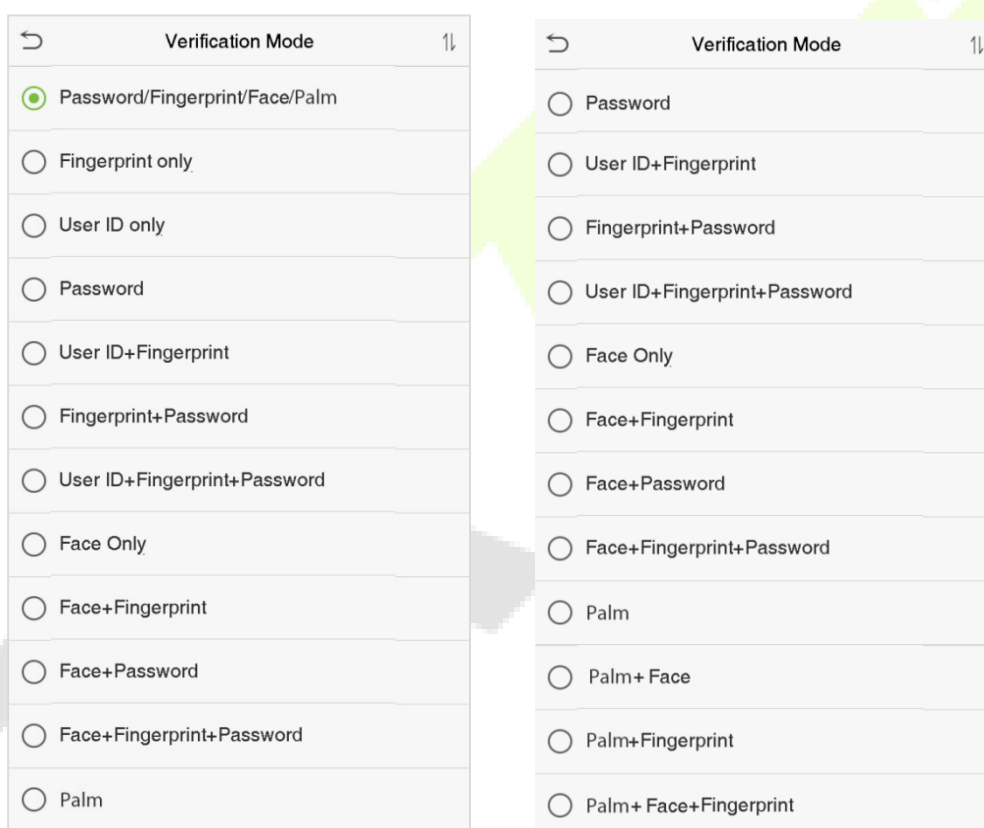 Verification Mode
Password/Fingerprint/Face/Palm
Fingerprint only
User ID only
Password
User ID+Fingerprint
Fingerprint+Password
User ID+Fingerprint+Password
Face Only
Face+Fingerprint
Face+Password
Face+Fingerprint+Password
Palm
Verification Mode
Password
User ID+Fingerprint
Fingerprint+Password
User ID+Fingerprint+Password
Face Only
Face+Fingerprint
Face+Password
Face+Fingerprint+Password
Palm
Palm+ Face
Palm+Fingerprint
Palm+ Face+Fingerprint